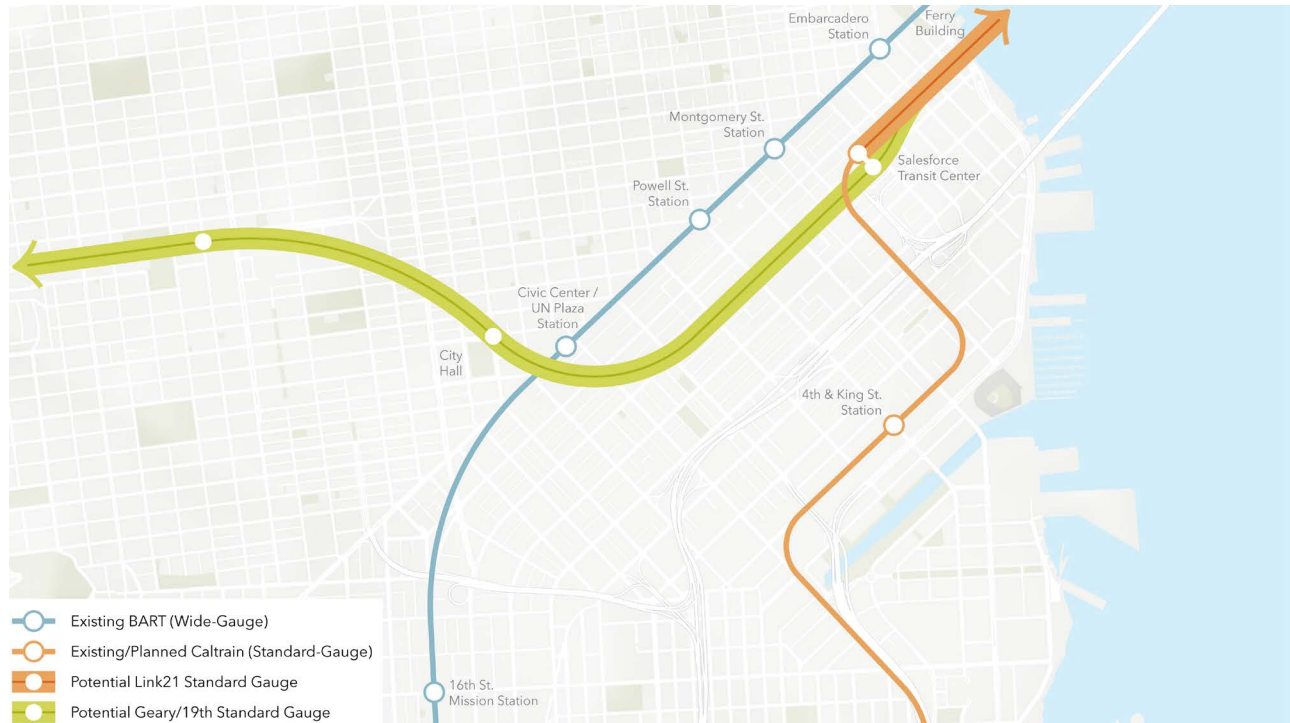 Embarcadero
Station
Ferry
Building
Montgomery St.
Station
Salesforce
Transit Center
Powell St.
Station
Civic Center /
UN Plaza
Station
City
Hall
4th & King St.
Station
16th St.
Mission Station
Existing BART (Wide-Gauge)
Existing/Planned Caltrain (Standard-Gauge)
Potential Link21 Standard Gauge
Potential Geary/19th Standard Gauge